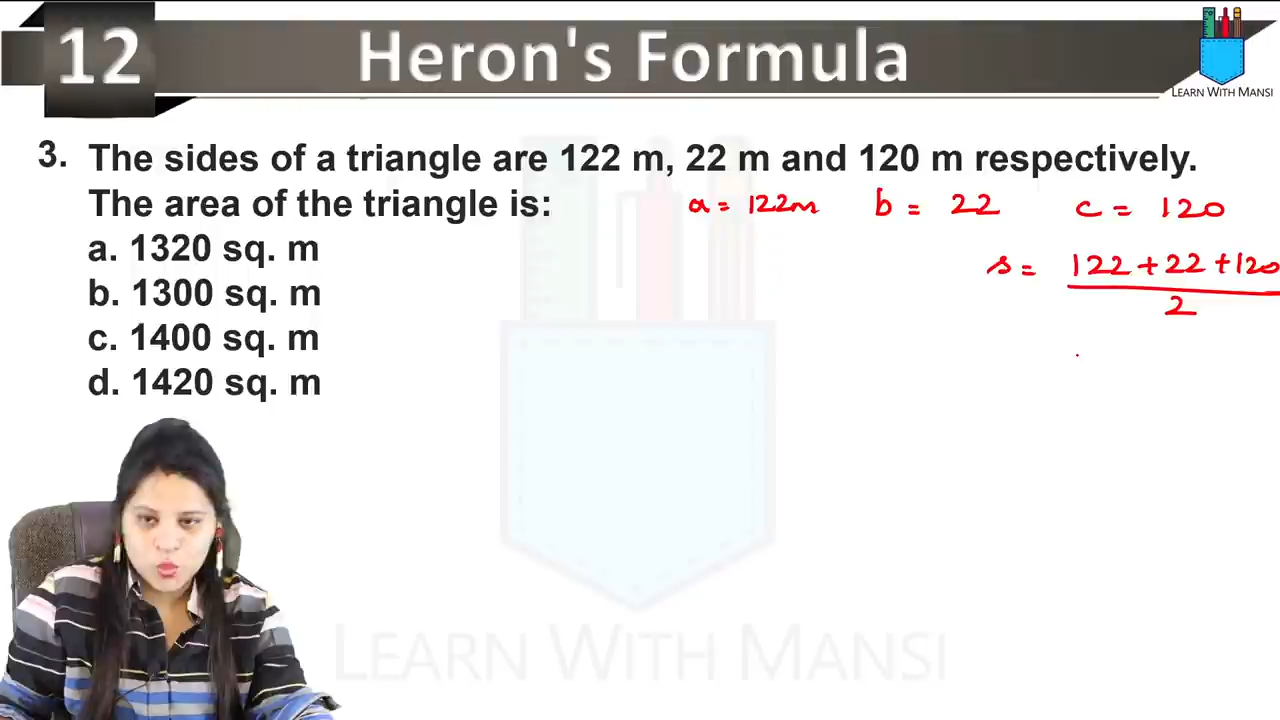 12 Heron's Formula
LEARN WITH MANSI
3. The sides of a triangle are 122 m, 22 m and 120 m respectively.
The area of the triangle is:
a = 122m b = 22 c = 120
a. 1320 sq. m
s = 122 + 22 + 120
2
b. 1300 sq. m
c. 1400 sq. m
d. 1420 sq. m
LEARN WITH MANSI